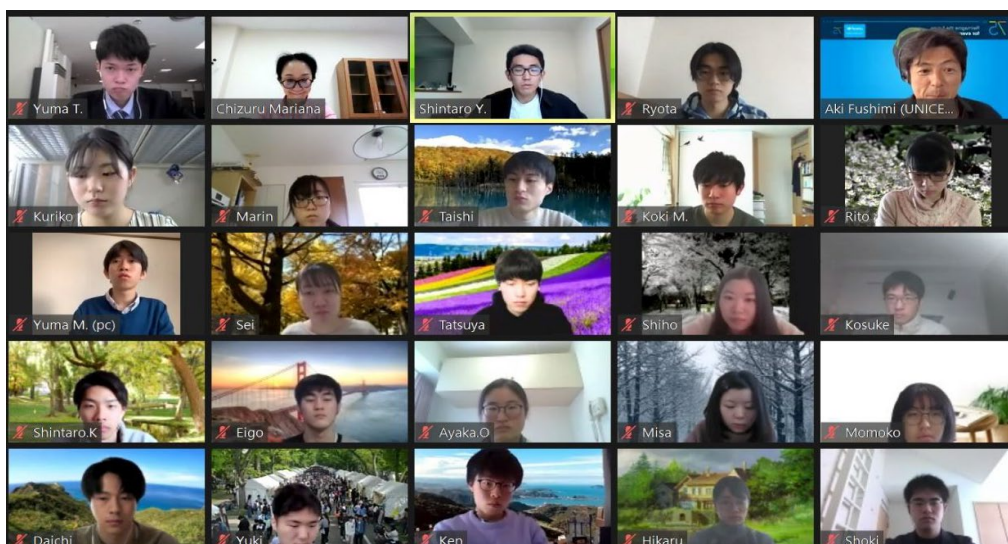 Yuma T.
Chizuru Mariana
Shintaro Y.
Ryota
Aki Fushimi (UNICE...
Kuriko
Marin
Taishi
Koki M.
Rito
Yuma M. (pc)
Sei
Tatsuya
Shiho
Kosuke
Shintaro.K
Eigo
Ayaka.O
Misa
Momoko
Daichi
Yuki
Ken
Hikaru
Shoki